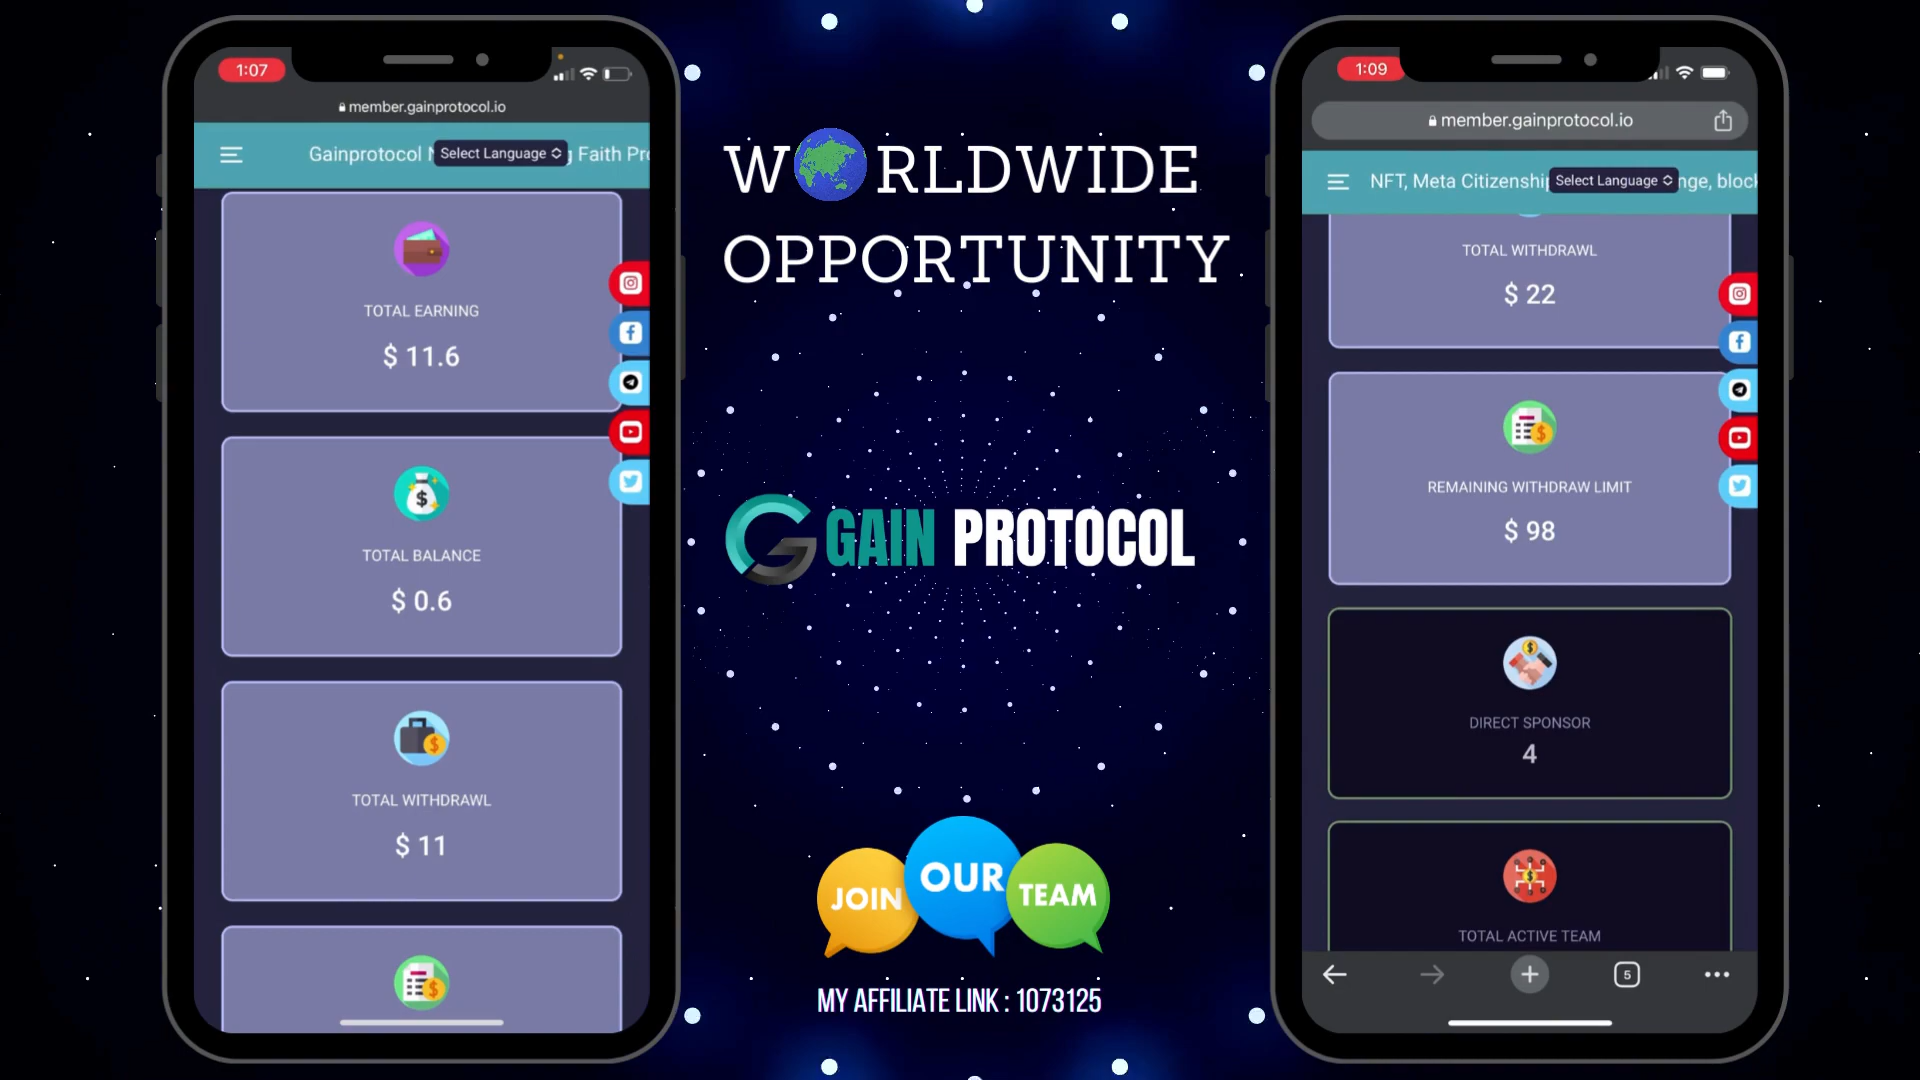 1:07
member.gainprotocol.io
Gainprotocol
Select Language
Faith Pro
TOTAL EARNING
$ 11.6
TOTAL BALANCE
$ 0.6
TOTAL WITHDRAWL
$ 11
WORLDWIDE
OPPORTUNITY
GAIN PROTOCOL
JOIN OUR TEAM
MY AFFILIATE LINK : 1073125
1:09
member.gainprotocol.io
NFT, Meta Citizenshi
Select Language
nge, block
TOTAL WITHDRAWL
$ 22
REMAINING WITHDRAW LIMIT
$ 98
DIRECT SPONSOR
4
TOTAL ACTIVE TEAM
5